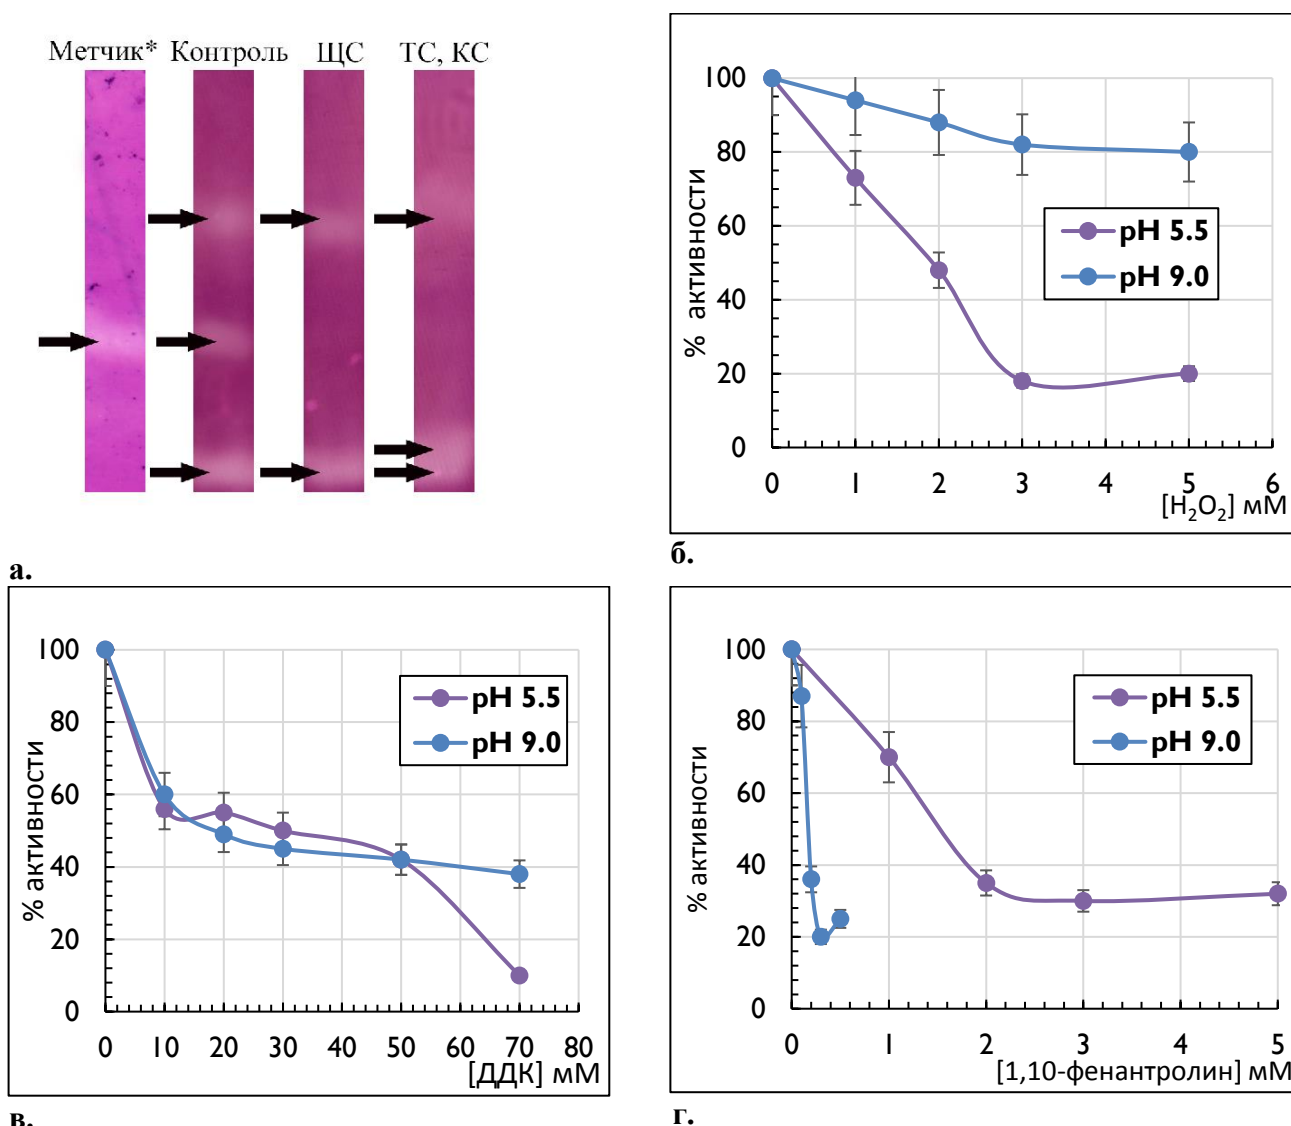 Метчик* Контроль ЩС ТС, КС
а.
100
80
60
40
20
0
% активности
pH 5.5
pH 9.0
0 1 2 3 4 5 6
[H₂O₂] мМ
б.
100
80
60
40
20
0
% активности
pH 5.5
pH 9.0
0 10 20 30 40 50 60 70 80
[ДДК] мМ
в.
100
80
60
40
20
0
% активности
pH 5.5
pH 9.0
0 1 2 3 4 5
[1,10-фенантролин] мМ
г.